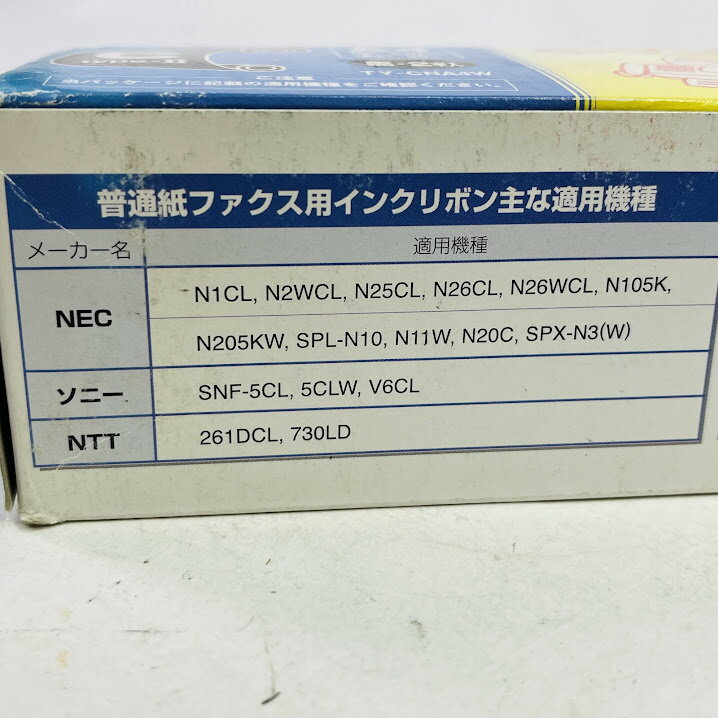 ご注意
TY-CNA4W
当パッケージに記載の適用機種をご確認ください。
普通紙ファクス用インクリボン主な適用機種
メーカー名 適用機種
NEC N1CL, N2WCL, N25CL, N26CL, N26WCL, N105K,
N205KW, SPL-N10, N11W, N20C, SPX-N3(W)
ソニー SNF-5CL, 5CLW, V6CL
NTT 261DCL, 730LD